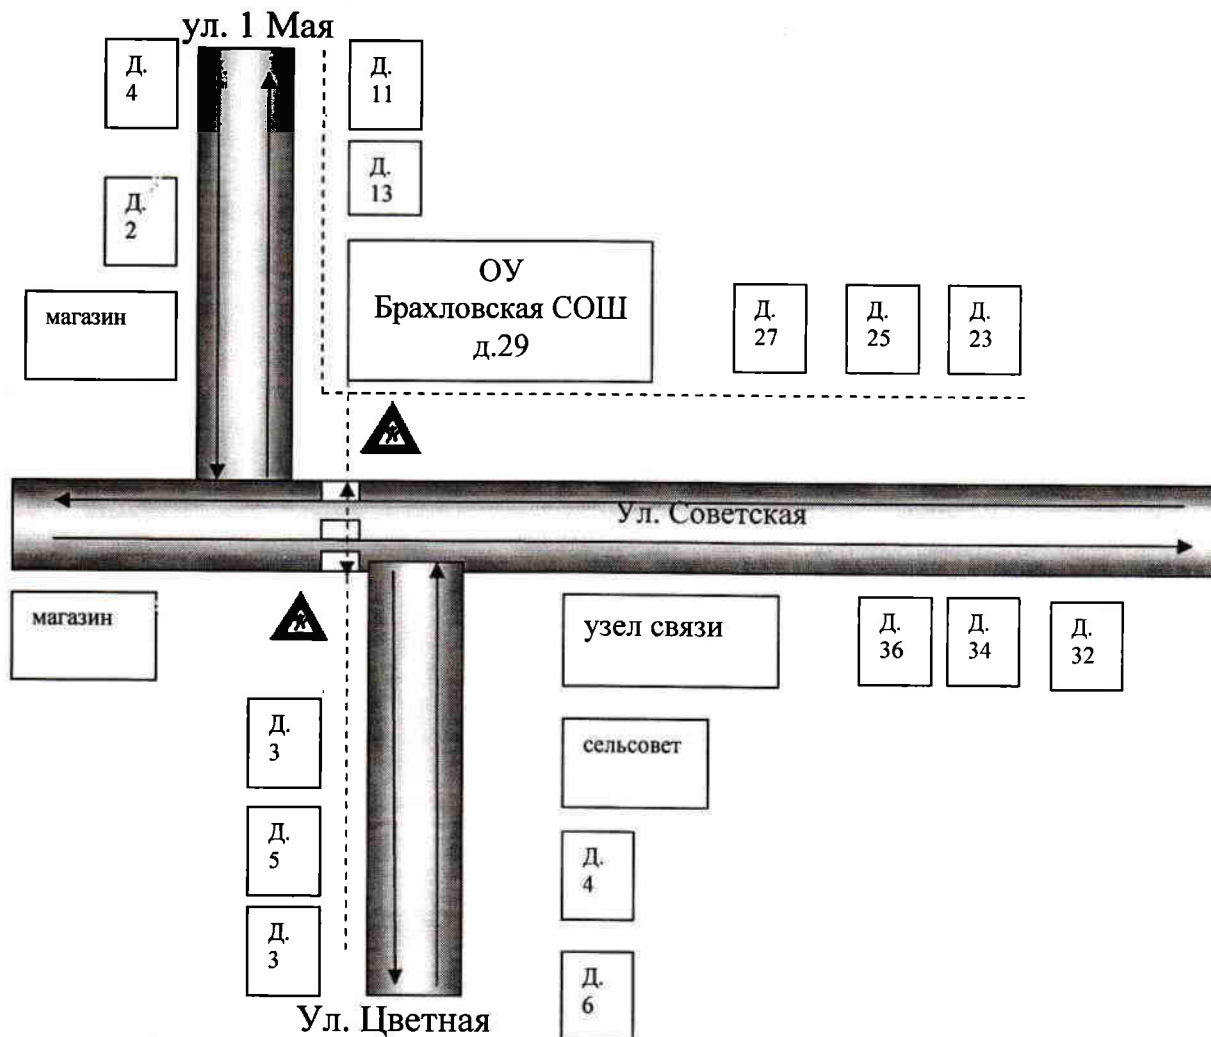 ул. 1 Мая
Д.
4
Д.
11
Д.
13
Д.
2
ОУ
Брахловская СОШ
д.29
магазин
Д.
27
Д.
25
Д.
23
Ул. Советская
магазин
узел связи
Д.
36
Д.
34
Д.
32
Д.
3
сельсовет
Д.
5
Д.
4
Д.
3
Д.
6
Ул. Цветная